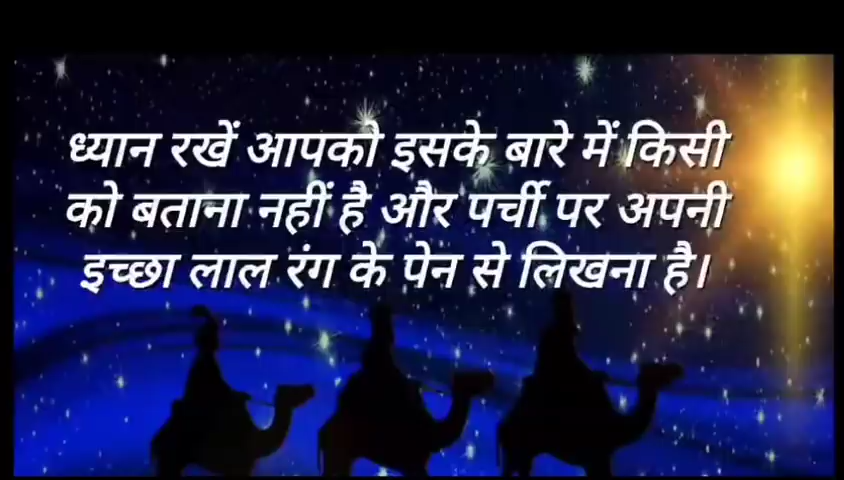 ध्यान रखें आपको इसके बारे में किसी
को बताना नहीं है और पर्ची पर अपनी
इच्छा लाल रंग के पेन से लिखना है।